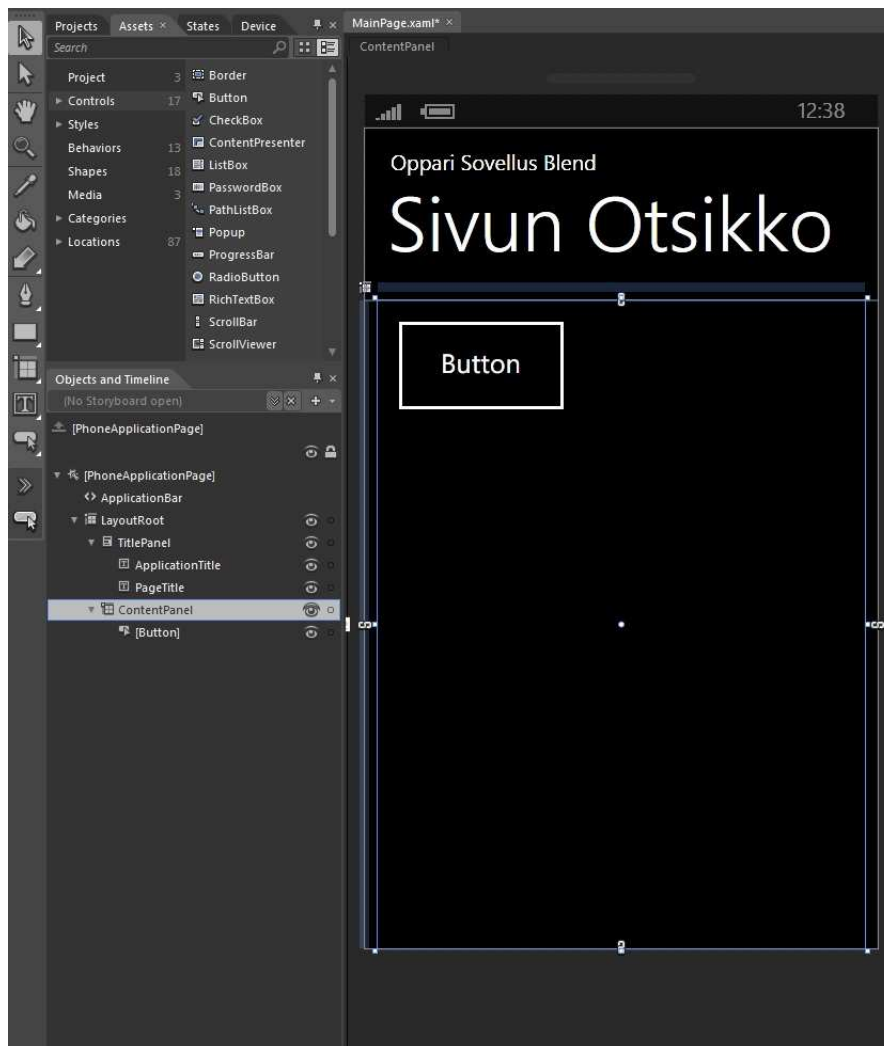 Projects Assets × States Device
MainPage.xaml* ×
Search
ContentPanel
Project 3
Controls 17
Styles
Behaviors 13
Shapes 18
Media 3
Categories
Locations 87
Border
Button
CheckBox
ContentPresenter
ListBox
PasswordBox
PathListBox
Popup
ProgressBar
RadioButton
RichTextBox
ScrollBar
ScrollViewer
Objects and Timeline
(No Storyboard open)
[PhoneApplicationPage]
[PhoneApplicationPage]
ApplicationBar
LayoutRoot
TitlePanel
ApplicationTitle
PageTitle
ContentPanel
[Button]
12:38
Oppari Sovellus Blend
Sivun Otsikko
Button